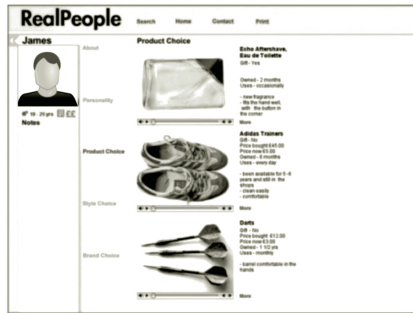 RealPeople
Search Home Contact Print
James
About
Product Choice
Echo Aftershave,
Eau de Toilette
Gift - Yes
Owned - 2 months
Uses - occasionally
- new fragrance
- fits the hand well,
with the button in
the corner
Personality
16 - 25 yrs
££
Notes
More
Product Choice
Adidas Trainers
Gift - No
Price bought £45.00
Price now £0.00
Owned - 8 months
Uses - every day
- been available for 5 -6
years and still in the
shops
- clean easily
- comfortable
Style Choice
More
Darts
Gift - No
Price bought £12.00
Price now £3.00
Owned - 1 1/2 yrs
Uses - monthly
Brand Choice
- barrel comfortable in the
hands
More